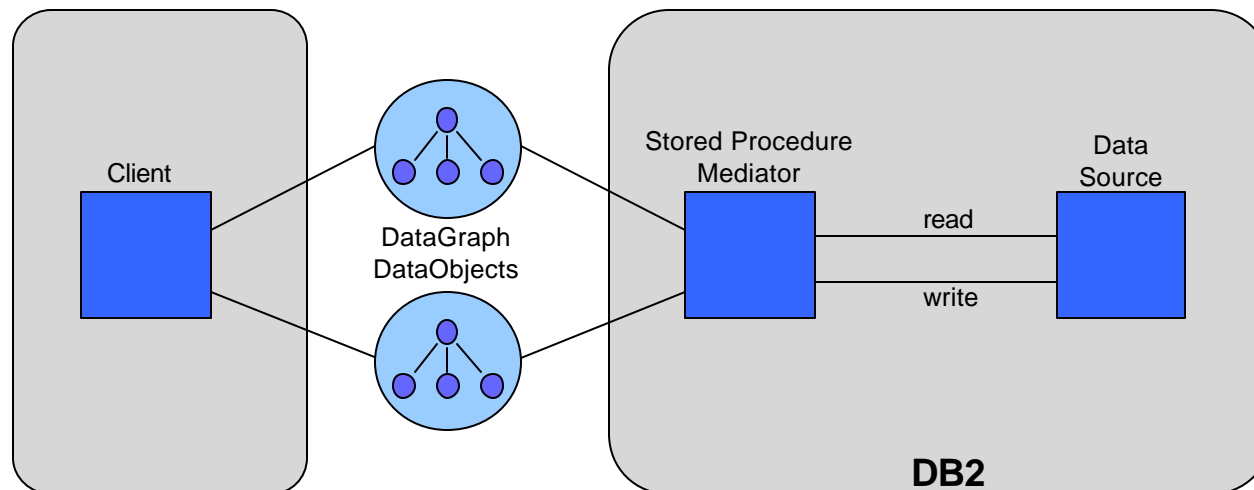 Client
DataGraph
DataObjects
Stored Procedure
Mediator
read
write
Data
Source
DB2